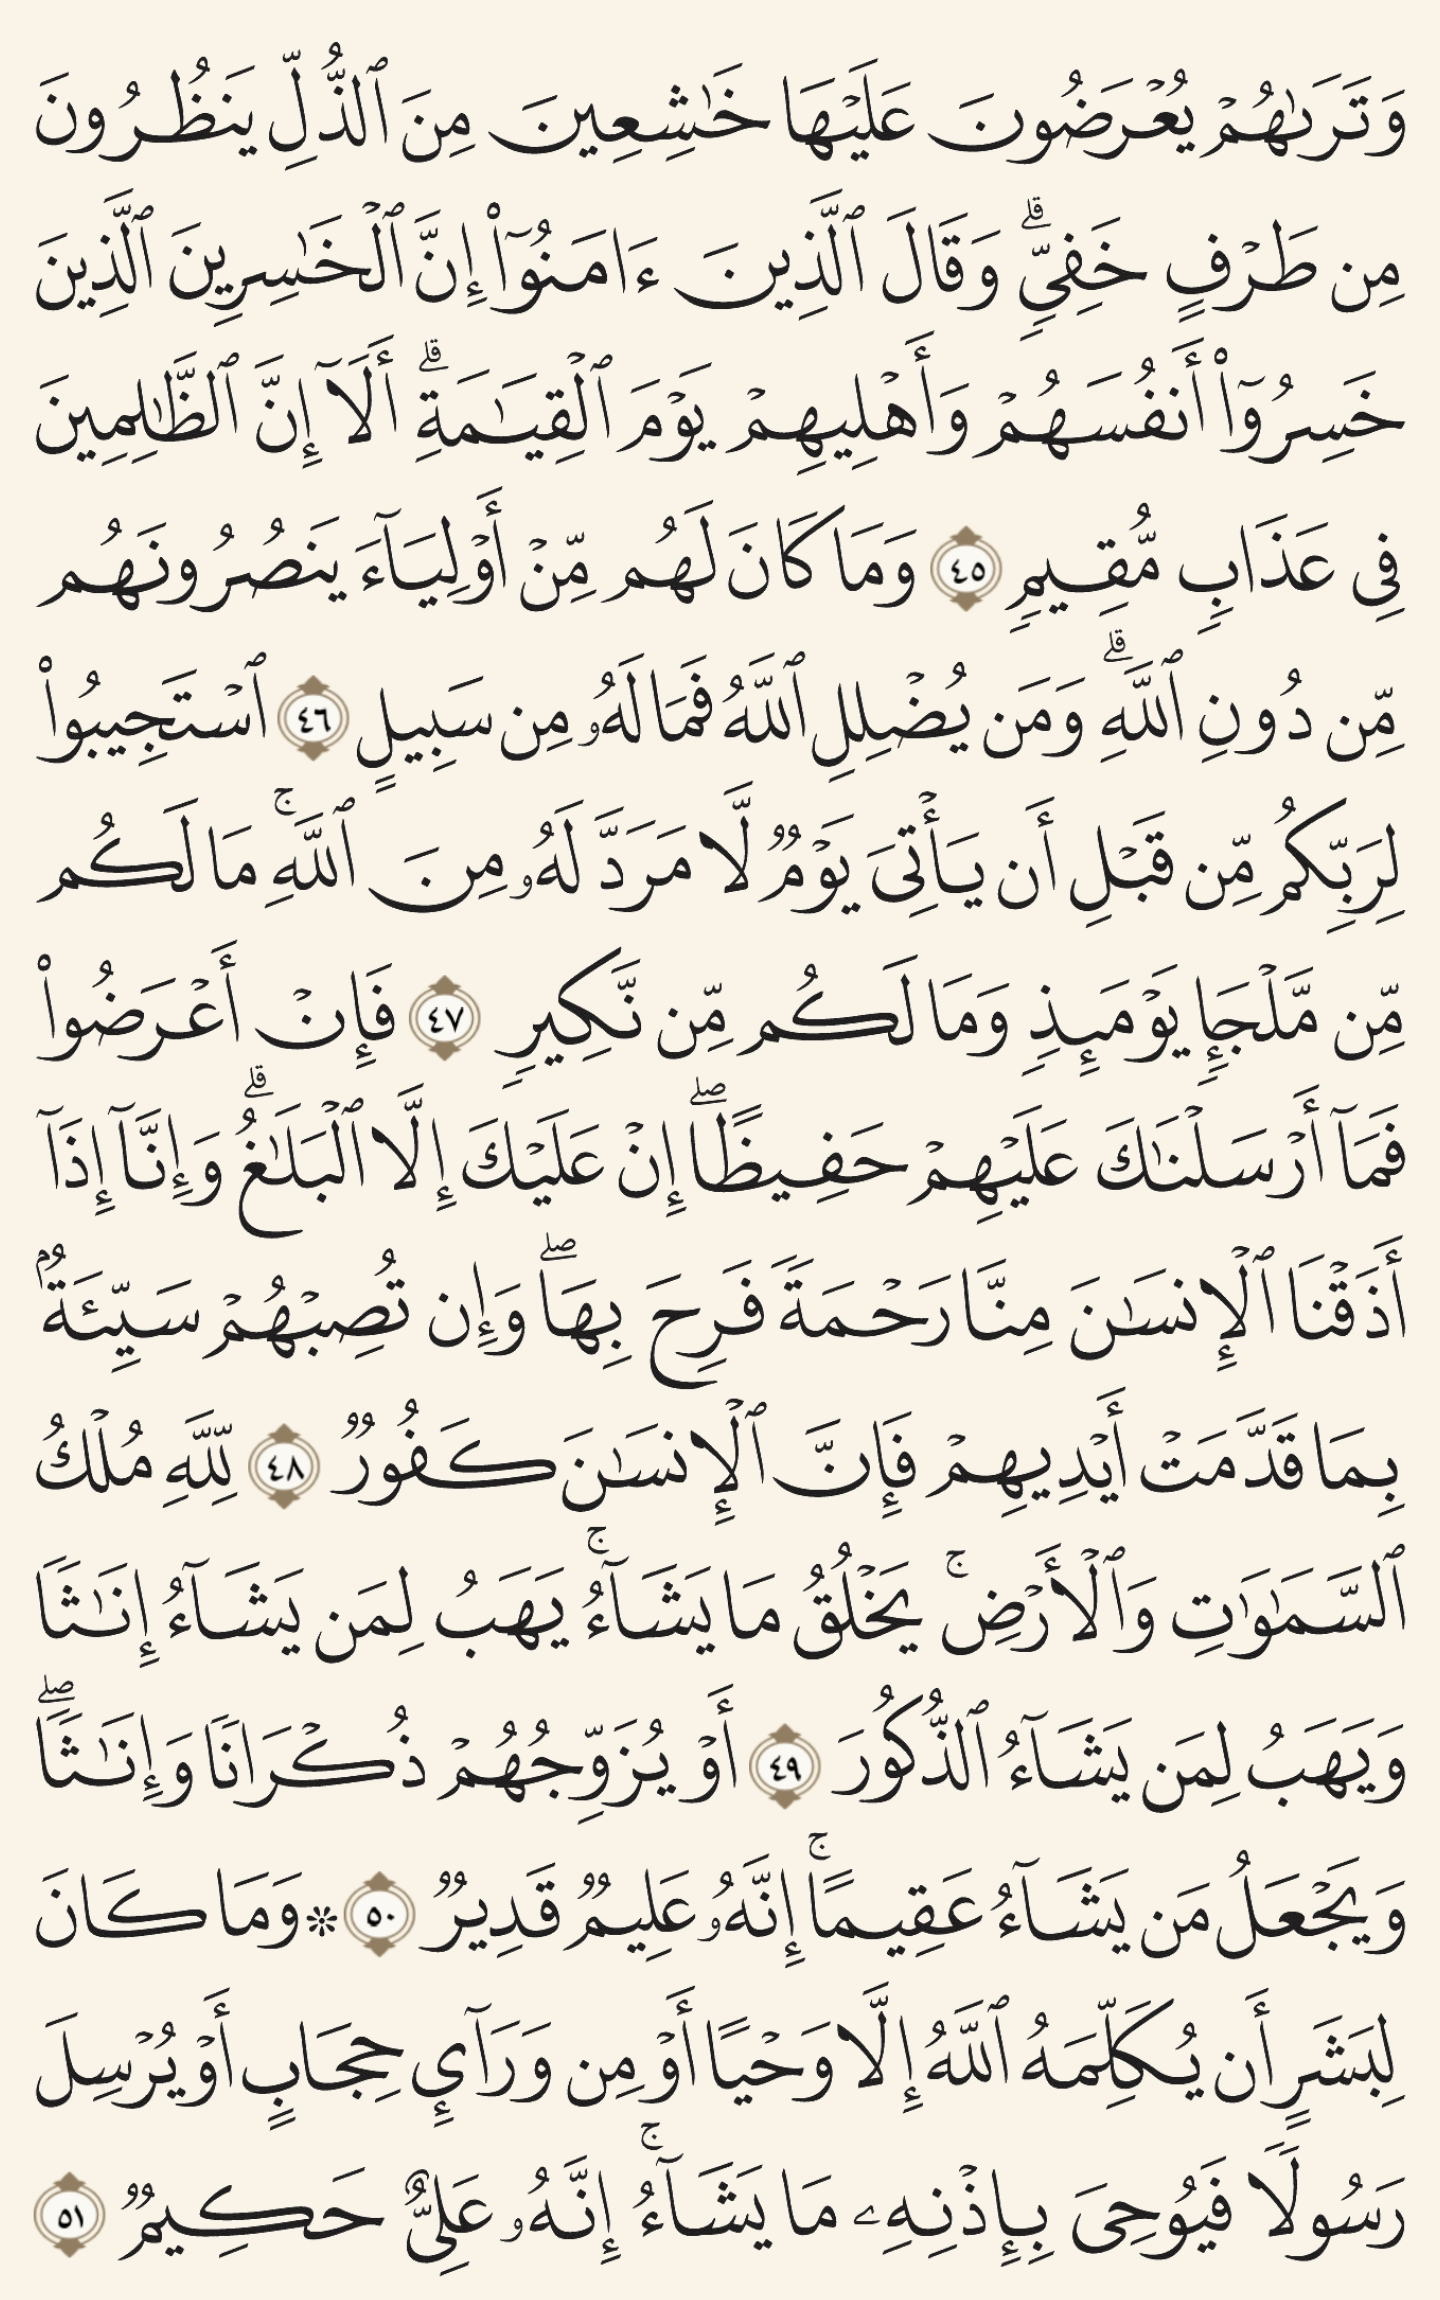 وَتَرَىٰهُمْ يُعْرَضُونَ عَلَيْهَا خَٰشِعِينَ مِنَ ٱلذُّلِّ يَنظُرُونَ
مِن طَرْفٍ خَفِىٍّ ۗ وَقَالَ ٱلَّذِينَ ءَامَنُوٓا۟ إِنَّ ٱلْخَٰسِرِينَ ٱلَّذِينَ
خَسِرُوٓا۟ أَنفُسَهُمْ وَأَهْلِيهِمْ يَوْمَ ٱلْقِيَٰمَةِ ۗ أَلَآ إِنَّ ٱلظَّٰلِمِينَ
فِى عَذَابٍ مُّقِيمٍ ٤٥ وَمَا كَانَ لَهُم مِّنْ أَوْلِيَآءَ يَنصُرُونَهُم
مِّن دُونِ ٱللَّهِ ۗ وَمَن يُضْلِلِ ٱللَّهُ فَمَا لَهُۥ مِن سَبِيلٍ ٤٦ ٱسْتَجِيبُوا۟
لِرَبِّكُم مِّن قَبْلِ أَن يَأْتِىَ يَوْمٌ لَّا مَرَدَّ لَهُۥ مِنَ ٱللَّهِ ۚ مَا لَكُم
مِّن مَّلْجَإٍ يَوْمَئِذٍ وَمَا لَكُم مِّن نَّكِيرٍ ٤٧ فَإِنْ أَعْرَضُوا۟
فَمَآ أَرْسَلْنَٰكَ عَلَيْهِمْ حَفِيظًا ۖ إِنْ عَلَيْكَ إِلَّا ٱلْبَلَٰغُ ۗ وَإِنَّآ إِذَآ
أَذَقْنَا ٱلْإِنسَٰنَ مِنَّا رَحْمَةً فَرِحَ بِهَا ۖ وَإِن تُصِبْهُمْ سَيِّئَةٌۢ
بِمَا قَدَّمَتْ أَيْدِيهِمْ فَإِنَّ ٱلْإِنسَٰنَ كَفُورٌ ٤٨ لِّلَّهِ مُلْكُ
ٱلسَّمَٰوَٰتِ وَٱلْأَرْضِ ۚ يَخْلُقُ مَا يَشَآءُ ۚ يَهَبُ لِمَن يَشَآءُ إِنَٰثًا
وَيَهَبُ لِمَن يَشَآءُ ٱلذُّكُورَ ٤٩ أَوْ يُزَوِّجُهُمْ ذُكْرَانًا وَإِنَٰثًا ۖ
وَيَجْعَلُ مَن يَشَآءُ عَقِيمًا ۚ إِنَّهُۥ عَلِيمٌ قَدِيرٌ ٥٠ ۞ وَمَا كَانَ
لِبَشَرٍ أَن يُكَلِّمَهُ ٱللَّهُ إِلَّا وَحْيًا أَوْ مِن وَرَآئِ حِجَابٍ أَوْ يُرْسِلَ
رَسُولًا فَيُوحِىَ بِإِذْنِهِۦ مَا يَشَآءُ ۚ إِنَّهُۥ عَلِىٌّ حَكِيمٌ ٥١